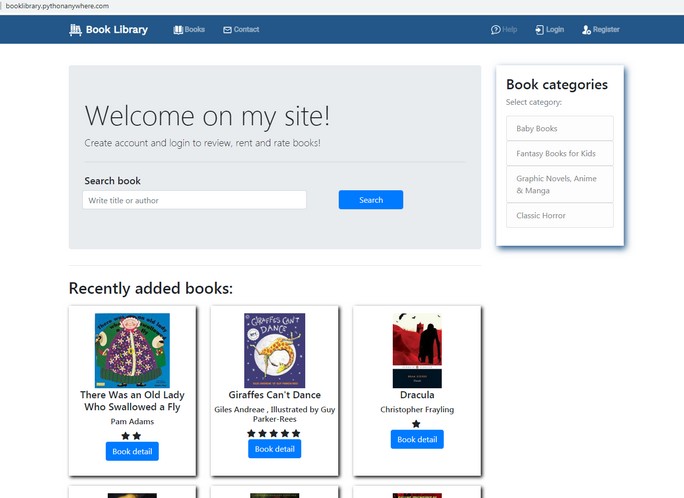 booklibrary.pythonanywhere.com
Book Library
Books
Contact
Help
Login
Register
Welcome on my site!
Create account and login to review, rent and rate books!
Search book
Write title or author
Search
Book categories
Select category:
Baby Books
Fantasy Books for Kids
Graphic Novels, Anime
& Manga
Classic Horror
Recently added books:
GIRAFFES CAN'T
DANCE
There Was an Old Lady
Who Swallowed a Fly
Pam Adams
Book detail
Giraffes Can't Dance
Giles Andreae , Illustrated by Guy
Parker-Rees
Book detail
Dracula
Christopher Frayling
Book detail